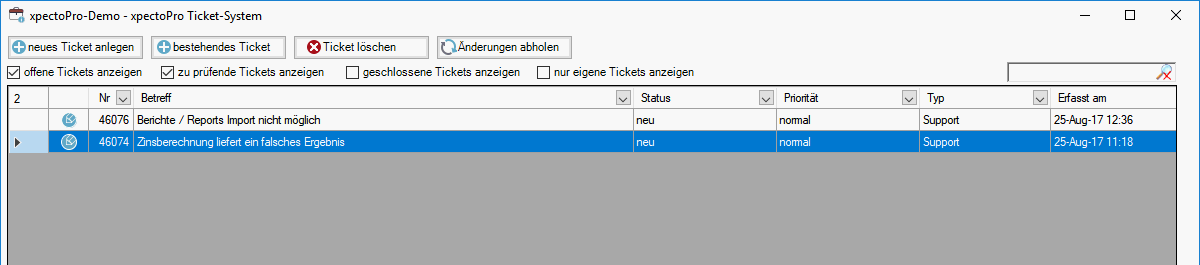 xpectoPro-Demo - xpectoPro Ticket-System
neues Ticket anlegen bestehendes Ticket Ticket löschen Änderungen abholen
offene Tickets anzeigen zu prüfende Tickets anzeigen geschlossene Tickets anzeigen nur eigene Tickets anzeigen
2 Nr Betreff Status Priorität Typ Erfasst am
46076 Berichte / Reports Import nicht möglich neu normal Support 25-Aug-17 12:36
46074 Zinsberechnung liefert ein falsches Ergebnis neu normal Support 25-Aug-17 11:18